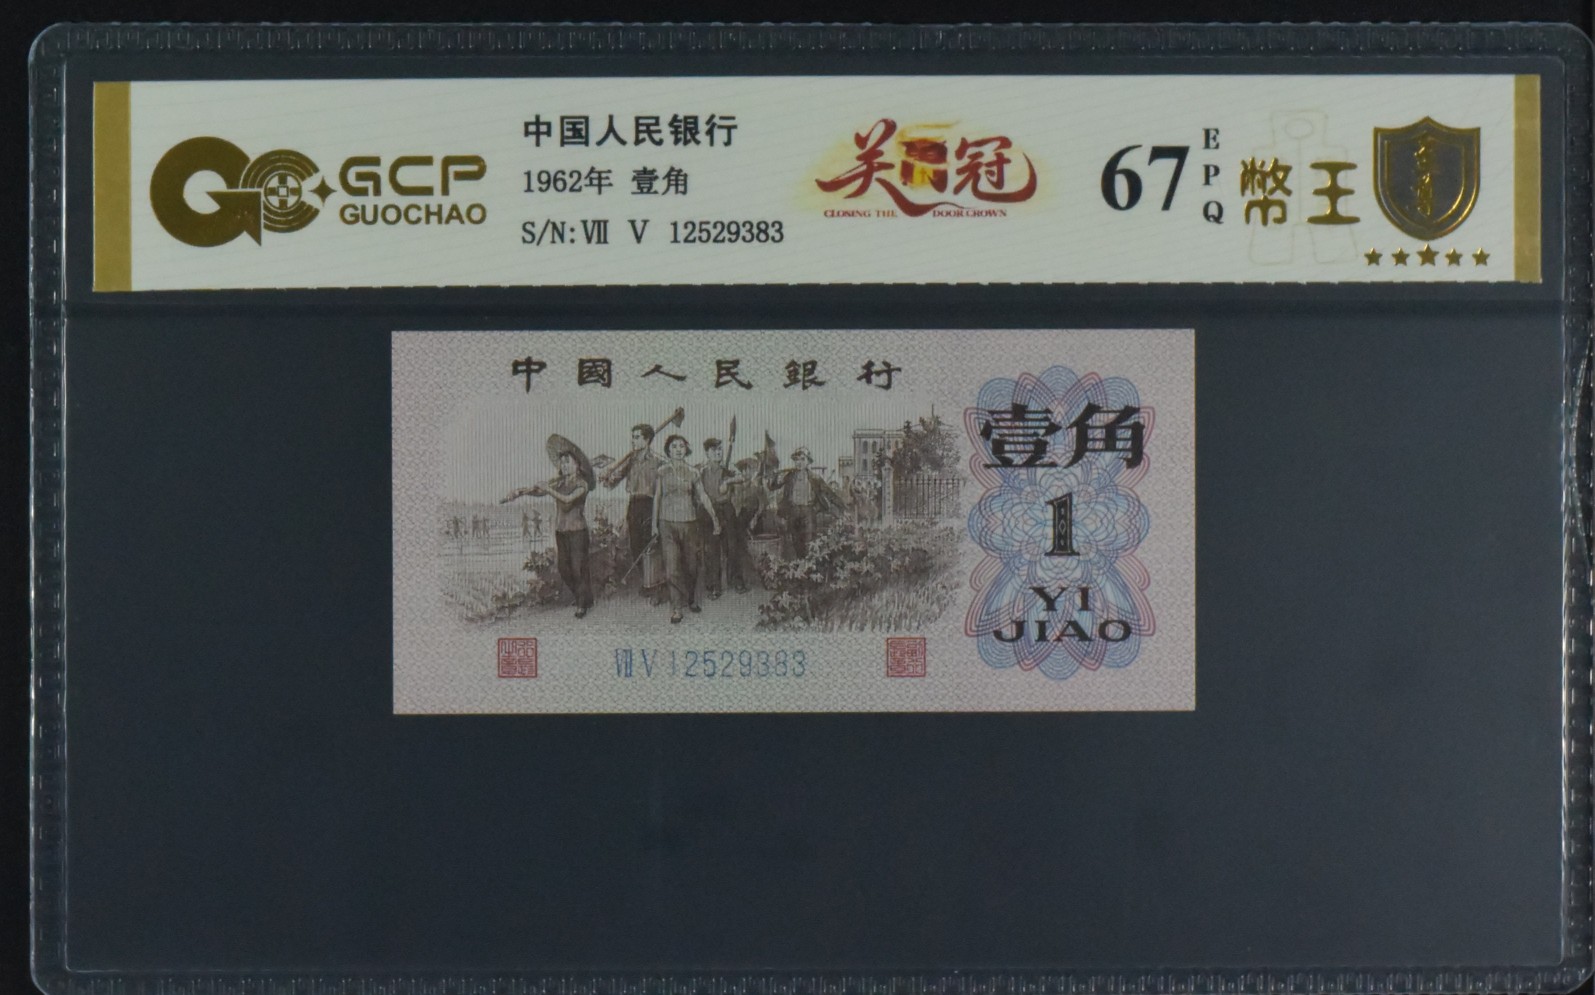 GCP
GUOCHAO
中国人民银行
1962年 壹角
S/N:Ⅶ V 12529383
关门冠
CLOSING THE DOOR CROWN
67
EPQ
幣王
中國人民銀行
壹角
1
YI
JIAO
Ⅶ V 12529383